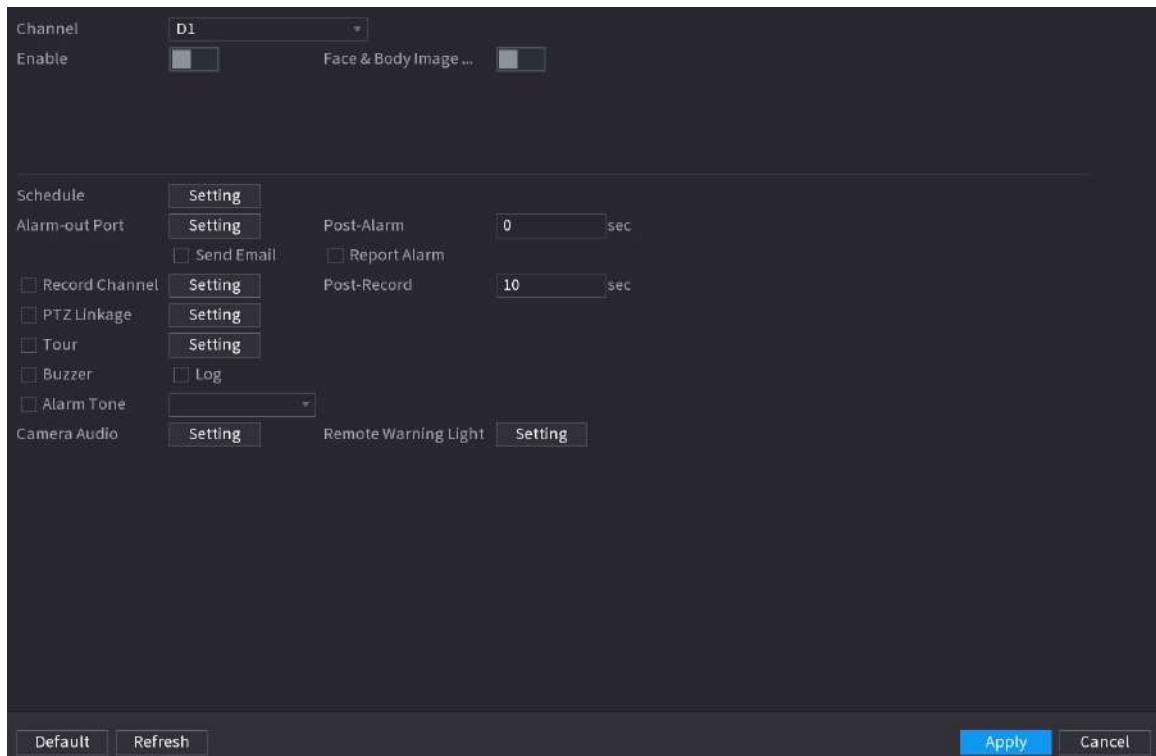 Channel D1
Enable Face & Body Image ...
Schedule Setting
Alarm-out Port Setting Post-Alarm 0 sec
Send Email Report Alarm
Record Channel Setting Post-Record 10 sec
PTZ Linkage Setting
Tour Setting
Buzzer Log
Alarm Tone
Camera Audio Setting Remote Warning Light Setting
Default Refresh Apply Cancel